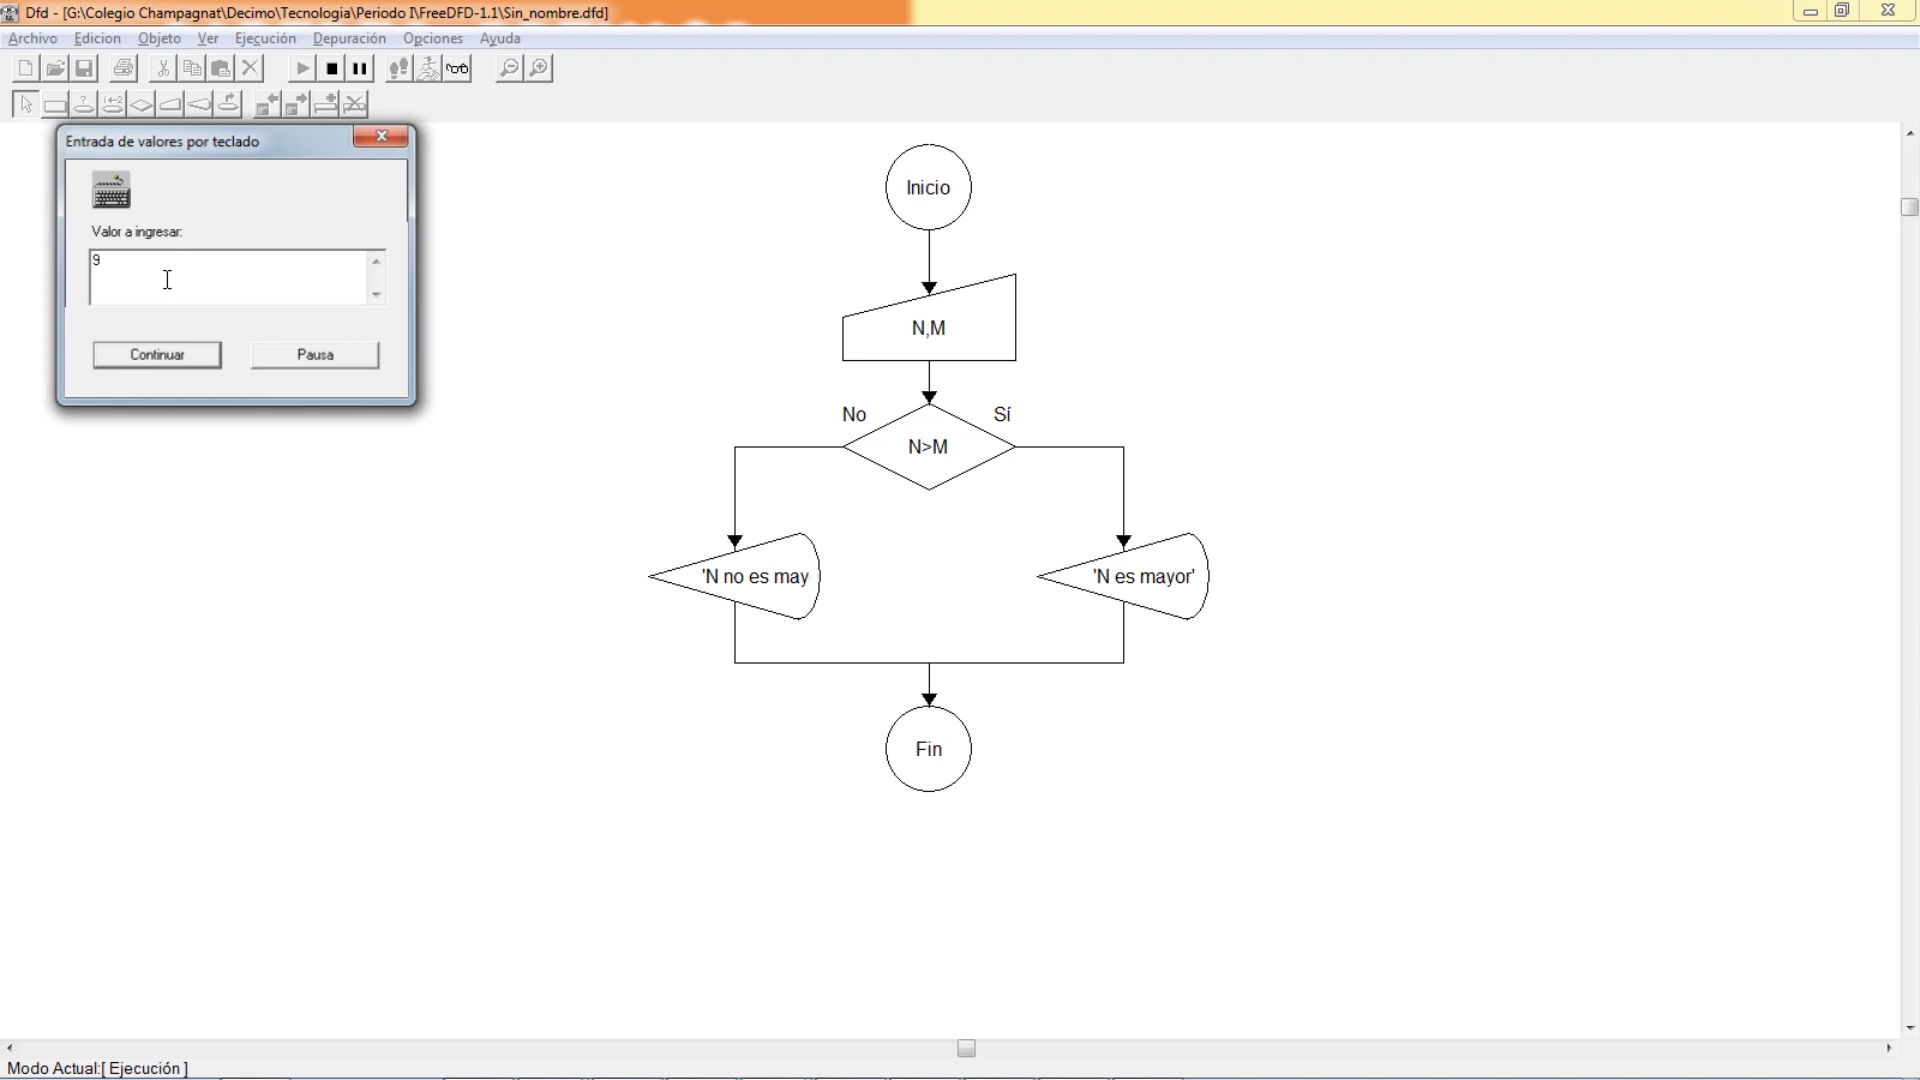 Dfd - [G:\Colegio Champagnat\Decimo\Tecnologia\Periodo I\FreeDFD-1.1\Sin_nombre.dfd]
Archivo Edicion Objeto Ver Ejecución Depuración Opciones Ayuda
Entrada de valores por teclado
Valor a ingresar:
9
Continuar Pausa
Inicio
N,M
No Sí
N>M
'N no es may 'N es mayor'
Fin
Modo Actual:[ Ejecución ]